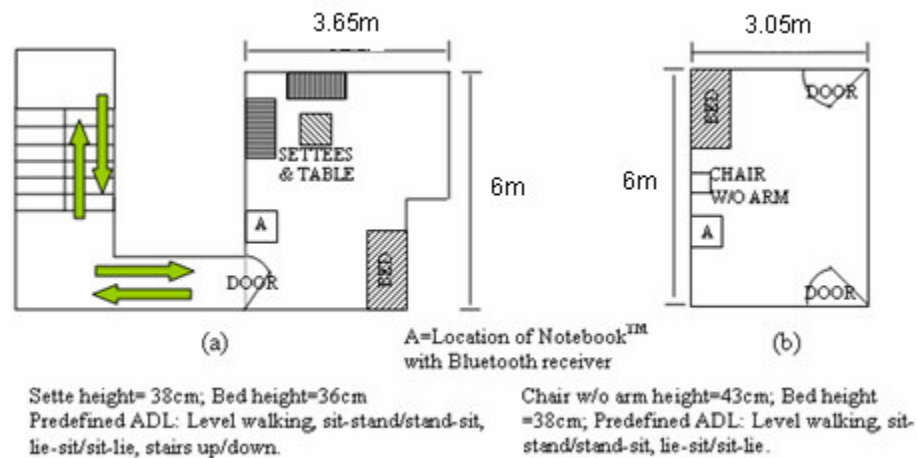 3.65m
3.05m
DOOR
BED
SETTEES
& TABLE
6m
6m
CHAIR
W/O ARM
A
A
DOOR
BED
DOOR
(a)
A=Location of Notebook™
with Bluetooth receiver
(b)
Sette height= 38cm; Bed height=36cm
Predefined ADL: Level walking, sit-stand/stand-sit,
lie-sit/sit-lie, stairs up/down.
Chair w/o arm height=43cm; Bed height
=38cm; Predefined ADL: Level walking, sit-
stand/stand-sit, lie-sit/sit-lie.